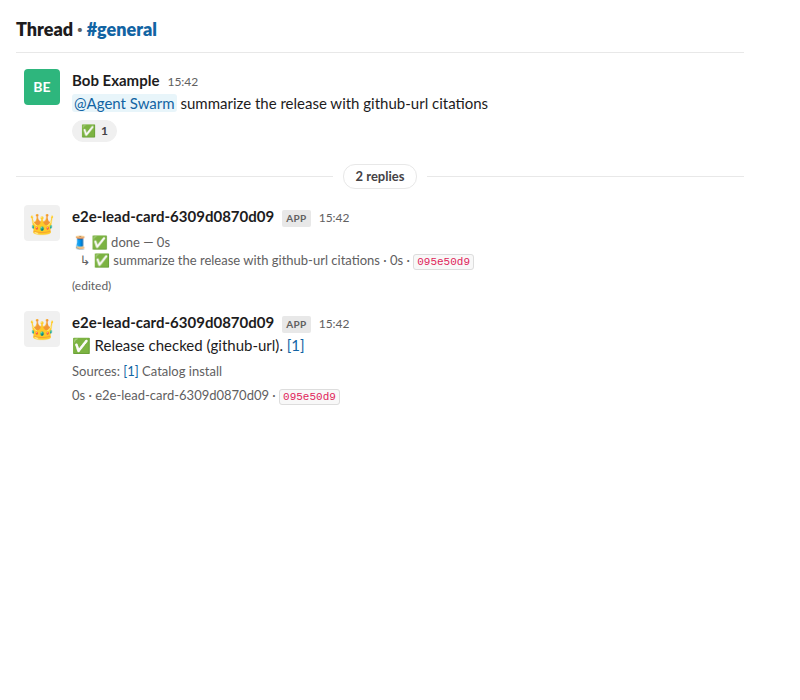 Thread • #general
BE
Bob Example 15:42
@Agent Swarm summarize the release with github-url citations
✅ 1
2 replies
e2e-lead-card-6309d0870d09 APP 15:42
🧵 ✅ done — 0s
↳ ✅ summarize the release with github-url citations · 0s · 095e50d9
(edited)
e2e-lead-card-6309d0870d09 APP 15:42
✅ Release checked (github-url). [1]
Sources: [1] Catalog install
0s · e2e-lead-card-6309d0870d09 · 095e50d9